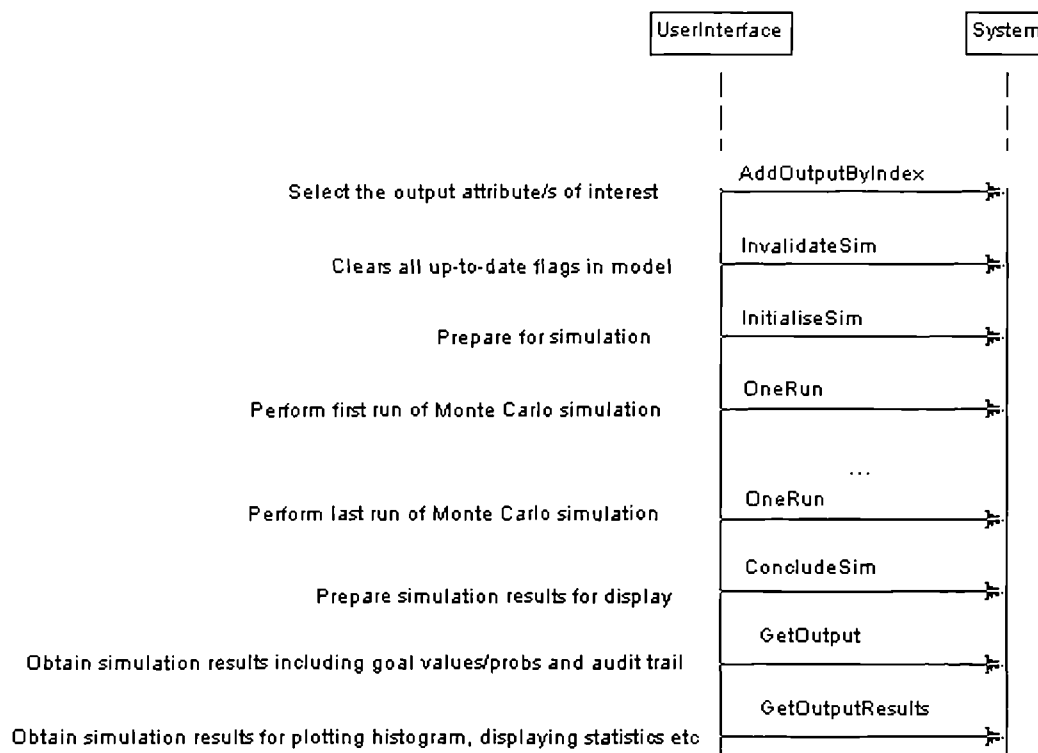 UserInterface System
AddOutputByIndex
Select the output attribute/s of interest
InvalidateSim
Clears all up-to-date flags in model
InitialiseSim
Prepare for simulation
OneRun
Perform first run of Monte Carlo simulation
...
OneRun
Perform last run of Monte Carlo simulation
ConcludeSim
Prepare simulation results for display
GetOutput
Obtain simulation results including goal values/probs and audit trail
GetOutputResults
Obtain simulation results for plotting histogram, displaying statistics etc